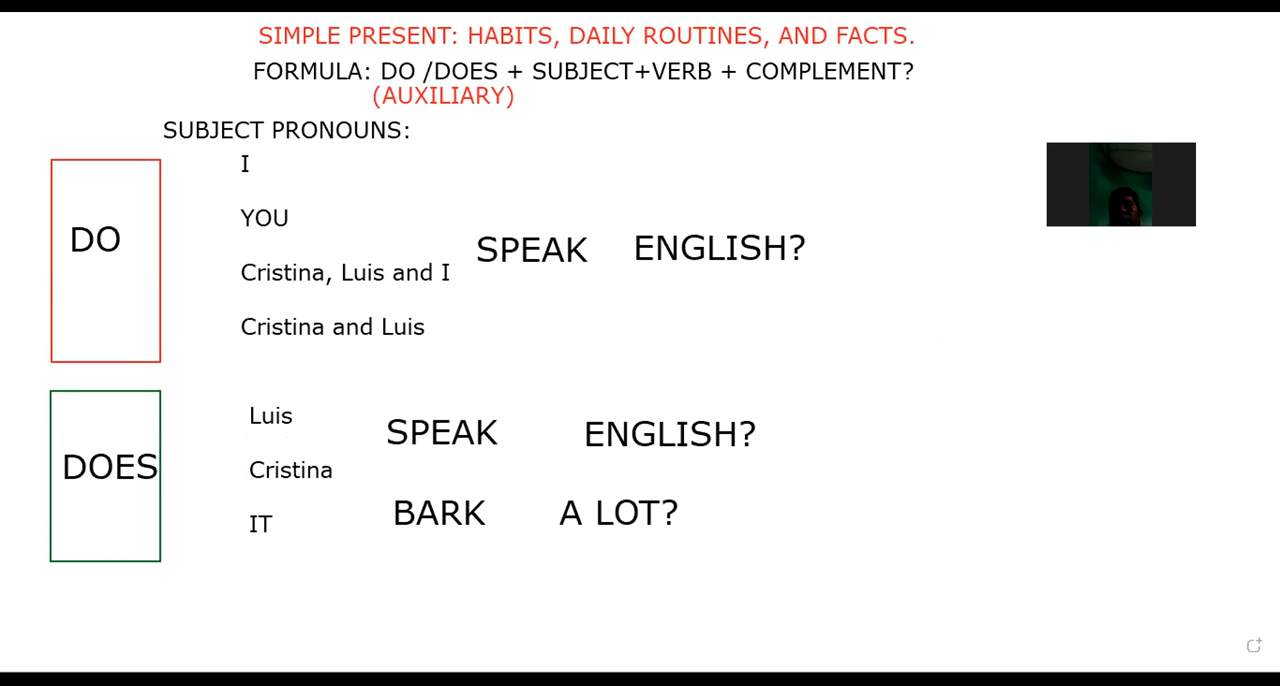 SIMPLE PRESENT: HABITS, DAILY ROUTINES, AND FACTS.
FORMULA: DO /DOES + SUBJECT+VERB + COMPLEMENT?
(AUXILIARY)
SUBJECT PRONOUNS:
I
YOU
DO
SPEAK ENGLISH?
Cristina, Luis and I
Cristina and Luis
Luis
SPEAK ENGLISH?
DOES
Cristina
BARK A LOT?
IT